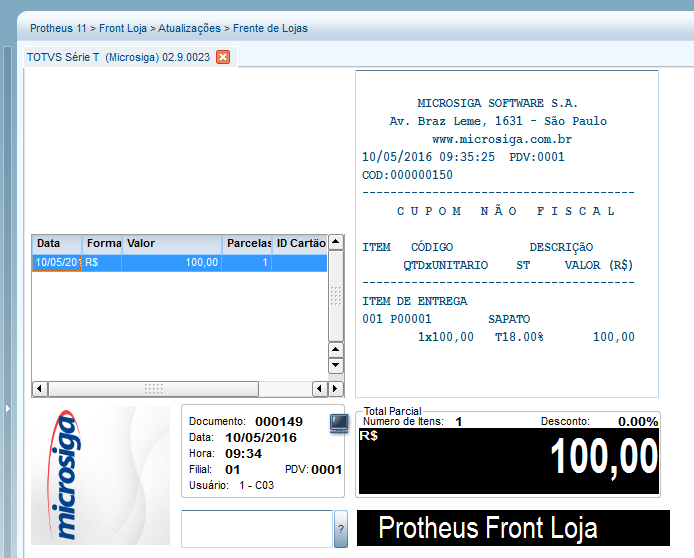 Protheus 11 > Front Loja > Atualizações > Frente de Lojas
TOTVS Série T (Microsiga) 02.9.0023
MICROSIGA SOFTWARE S.A.
Av. Braz Leme, 1631 - São Paulo
www.microsiga.com.br
10/05/2016 09:35:25 PDV:0001
COD:000000150
---------------------------------------
C U P O M   N Ã O   F I S C A L
ITEM CÓDIGO DESCRIÇãO
QTDxUNITARIO ST VALOR (R$)
---------------------------------------
ITEM DE ENTREGA
001 P00001 SAPATO
1x100,00 T18.00% 100,00
Data Forma Valor Parcelas ID Cartão
10/05/201 R$ 100,00 1
microsiga
Documento: 000149
Data: 10/05/2016
Hora: 09:34
Filial: 01 PDV: 0001
Usuário: 1 - C03
?
Total Parcial
Numero de Itens: 1 Desconto: 0.00%
R$
100,00
Protheus Front Loja